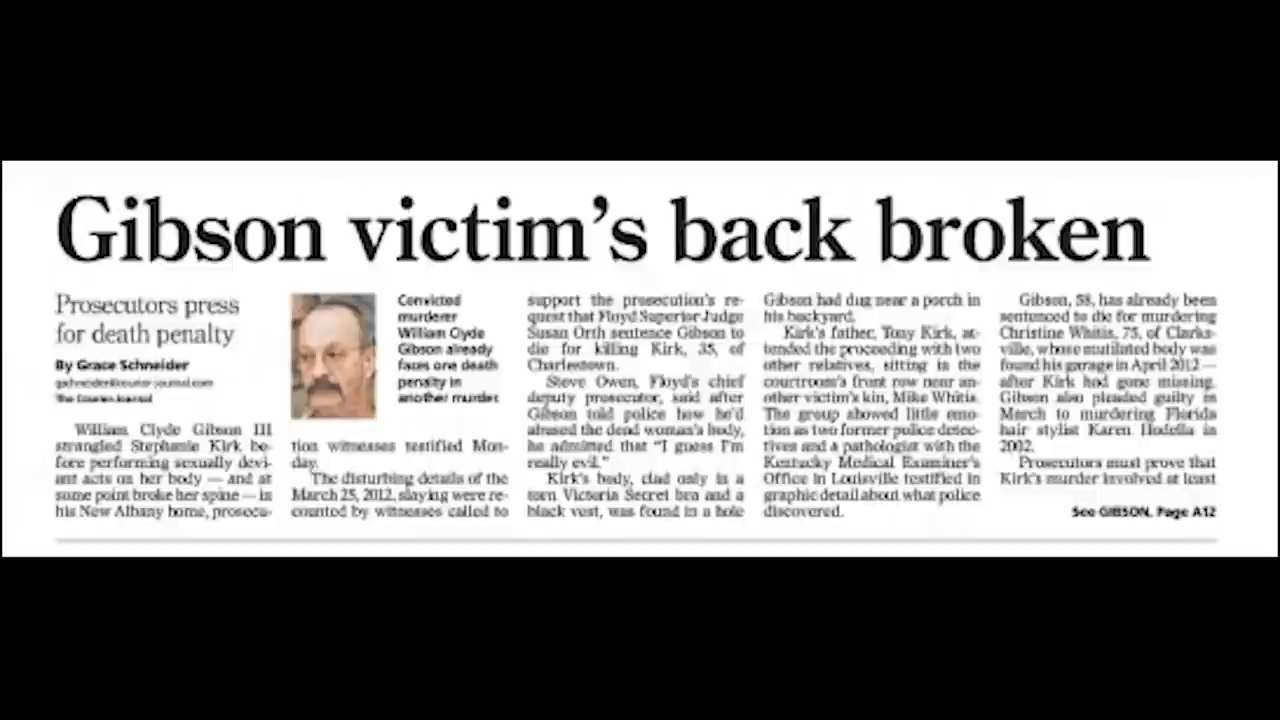 Gibson victim's back broken
Prosecutors press
for death penalty
By Grace Schneider
gschneider@courier-journal.com
The Courier-Journal
William Clyde Gibson III
strangled Stephanie Kirk be-
fore performing sexually devi-
ant acts on her body — and at
some point broke her spine — in
his New Albany home, prosecu-
Convicted
murderer
William Clyde
Gibson already
faces one death
penalty in
another murder.
tion witnesses testified Mon-
day.
The disturbing details of the
March 25, 2012, slaying were re-
counted by witnesses called to
support the prosecution's re-
quest that Floyd Superior Judge
Susan Orth sentence Gibson to
die for killing Kirk, 35, of
Charlestown.
Steve Owen, Floyd's chief
deputy prosecutor, said after
Gibson told police how he'd
abused the dead woman's body,
he admitted that "I guess I'm
really evil."
Kirk's body, clad only in a
torn Victoria Secret bra and a
black vest, was found in a hole
Gibson had dug near a porch in
his backyard.
Kirk's father, Tony Kirk, at-
tended the proceeding with two
other relatives, sitting in the
courtroom's front row near an-
other victim's kin, Mike Whitis.
The group showed little emo-
tion as two former police detec-
tives and a pathologist with the
Kentucky Medical Examiner's
Office in Louisville testified in
graphic detail about what police
discovered.
Gibson, 58, has already been
sentenced to die for murdering
Christine Whitis, 75, of Clarks-
ville, whose mutilated body was
found his garage in April 2012 —
after Kirk had gone missing.
Gibson also pleaded guilty in
March to murdering Florida
hair stylist Karen Hodella in
2002.
Prosecutors must prove that
Kirk's murder involved at least
See GIBSON, Page A12